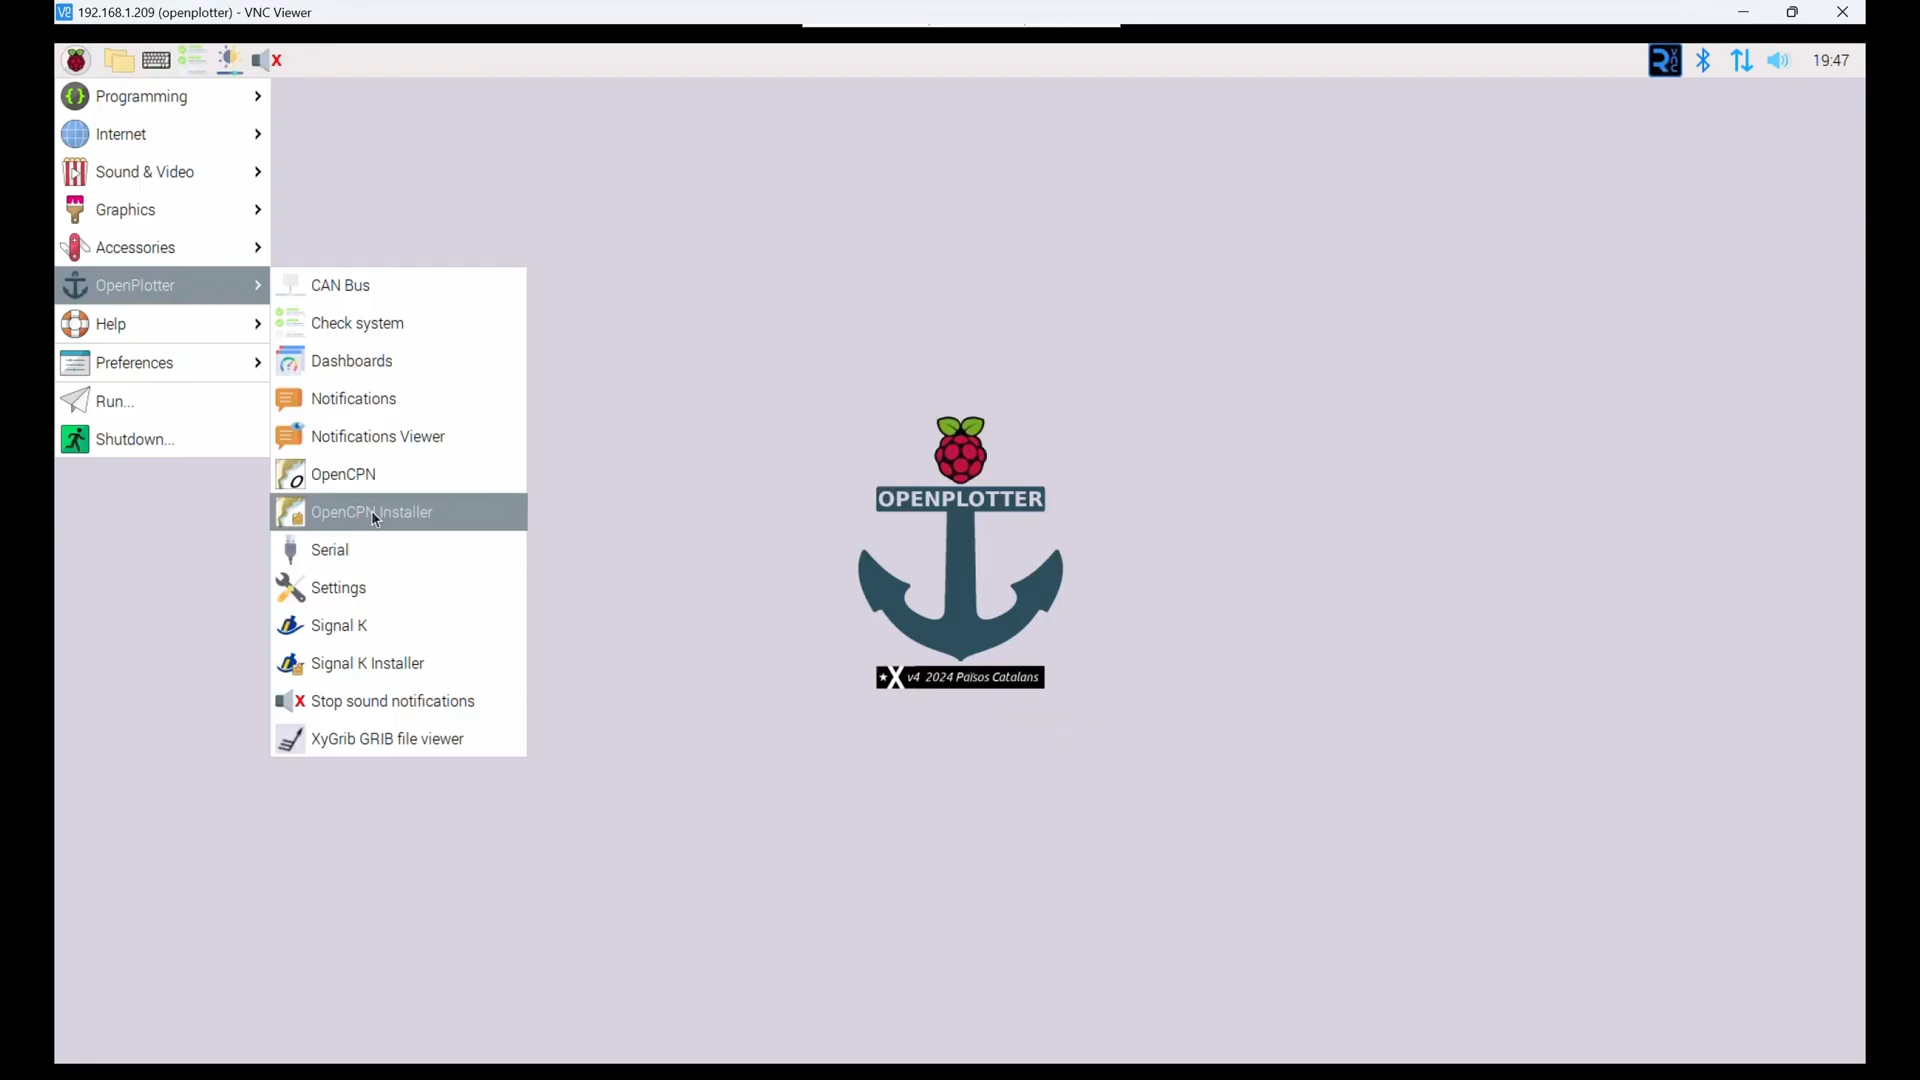 192.168.1.209 (openplotter) - VNC Viewer
19:47
Programming
Internet
Sound & Video
Graphics
Accessories
OpenPlotter
Help
Preferences
Run...
Shutdown...
CAN Bus
Check system
Dashboards
Notifications
Notifications Viewer
OpenCPN
OpenCPN Installer
Serial
Settings
Signal K
Signal K Installer
Stop sound notifications
XyGrib GRIB file viewer
OPENPLOTTER
v4 2024 Països Catalans